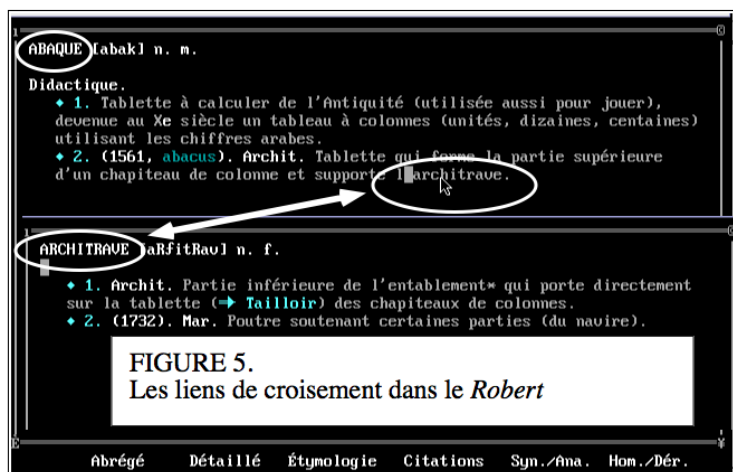 ABAQUE [abak] n. m.
Didactique.
◆ 1. Tablette à calculer de l'Antiquité (utilisée aussi pour jouer),
devenue au Xe siècle un tableau à colonnes (unités, dizaines, centaines)
utilisant les chiffres arabes.
◆ 2. (1561, abacus). Archit. Tablette qui forme la partie supérieure
d'un chapiteau de colonne et supporte l'architrave.
ARCHITRAVE [aRʃitRav] n. f.
◆ 1. Archit. Partie inférieure de l'entablement* qui porte directement
sur la tablette (➡ Tailloir) des chapiteaux de colonnes.
◆ 2. (1732). Mar. Poutre soutenant certaines parties (du navire).
FIGURE 5.
Les liens de croisement dans le Robert
Abrégé Détaillé Étymologie Citations Syn./Ana. Hom./Dér.